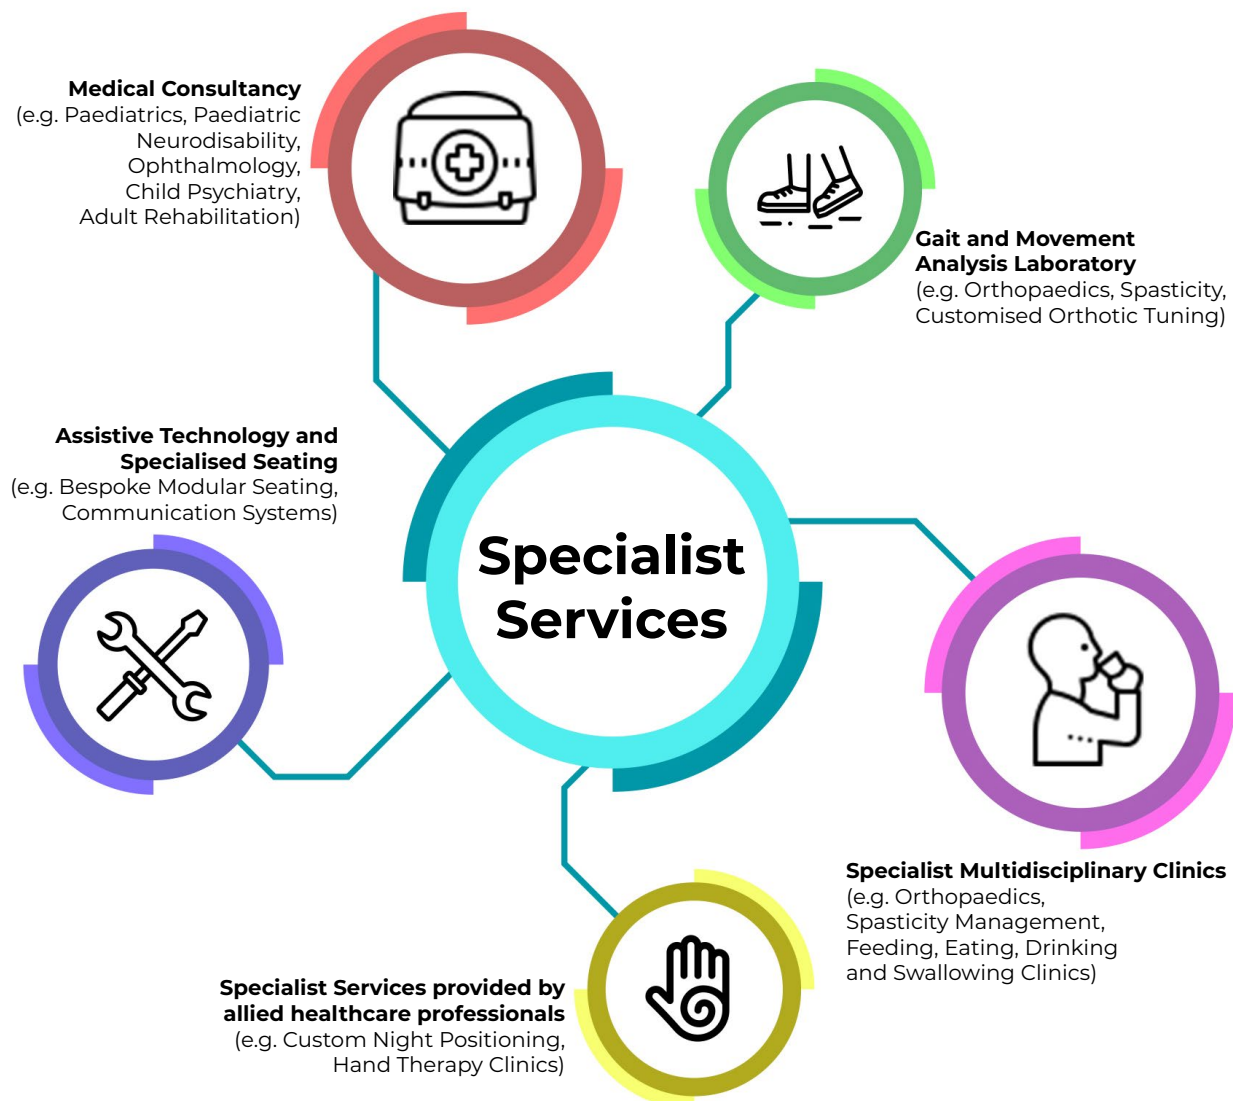 Medical Consultancy
(e.g. Paediatrics, Paediatric
Neurodisability,
Ophthalmology,
Child Psychiatry,
Adult Rehabilitation)
Gait and Movement
Analysis Laboratory
(e.g. Orthopaedics, Spasticity,
Customised Orthotic Tuning)
Assistive Technology and
Specialised Seating
(e.g. Bespoke Modular Seating,
Communication Systems)
Specialist
Services
Specialist Multidisciplinary Clinics
(e.g. Orthopaedics,
Spasticity Management,
Feeding, Eating, Drinking
and Swallowing Clinics)
Specialist Services provided by
allied healthcare professionals
(e.g. Custom Night Positioning,
Hand Therapy Clinics)